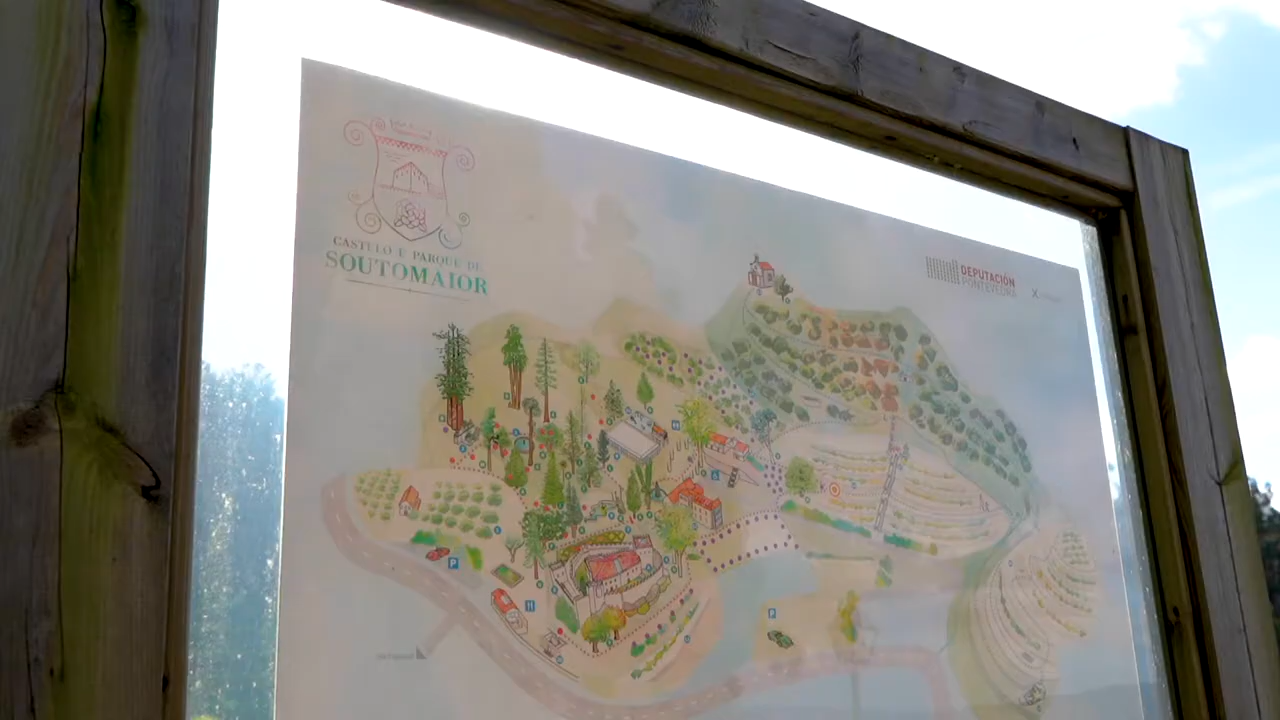 CASTELO E PARQUE DE
SOUTOMAIOR
DEPUTACIÓN
PONTEVEDRA
P
H
P